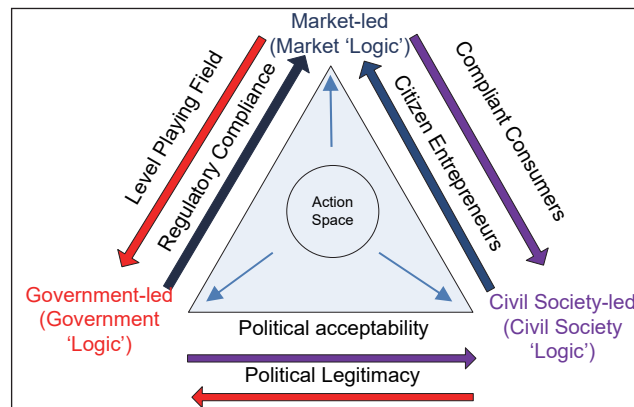 Market-led
(Market ‘Logic’)
Level Playing Field
Regulatory Compliance
Citizen Entrepreneurs
Compliant Consumers
Action
Space
Government-led
(Government
‘Logic’)
Civil Society-led
(Civil Society
‘Logic’)
Political acceptability
Political Legitimacy